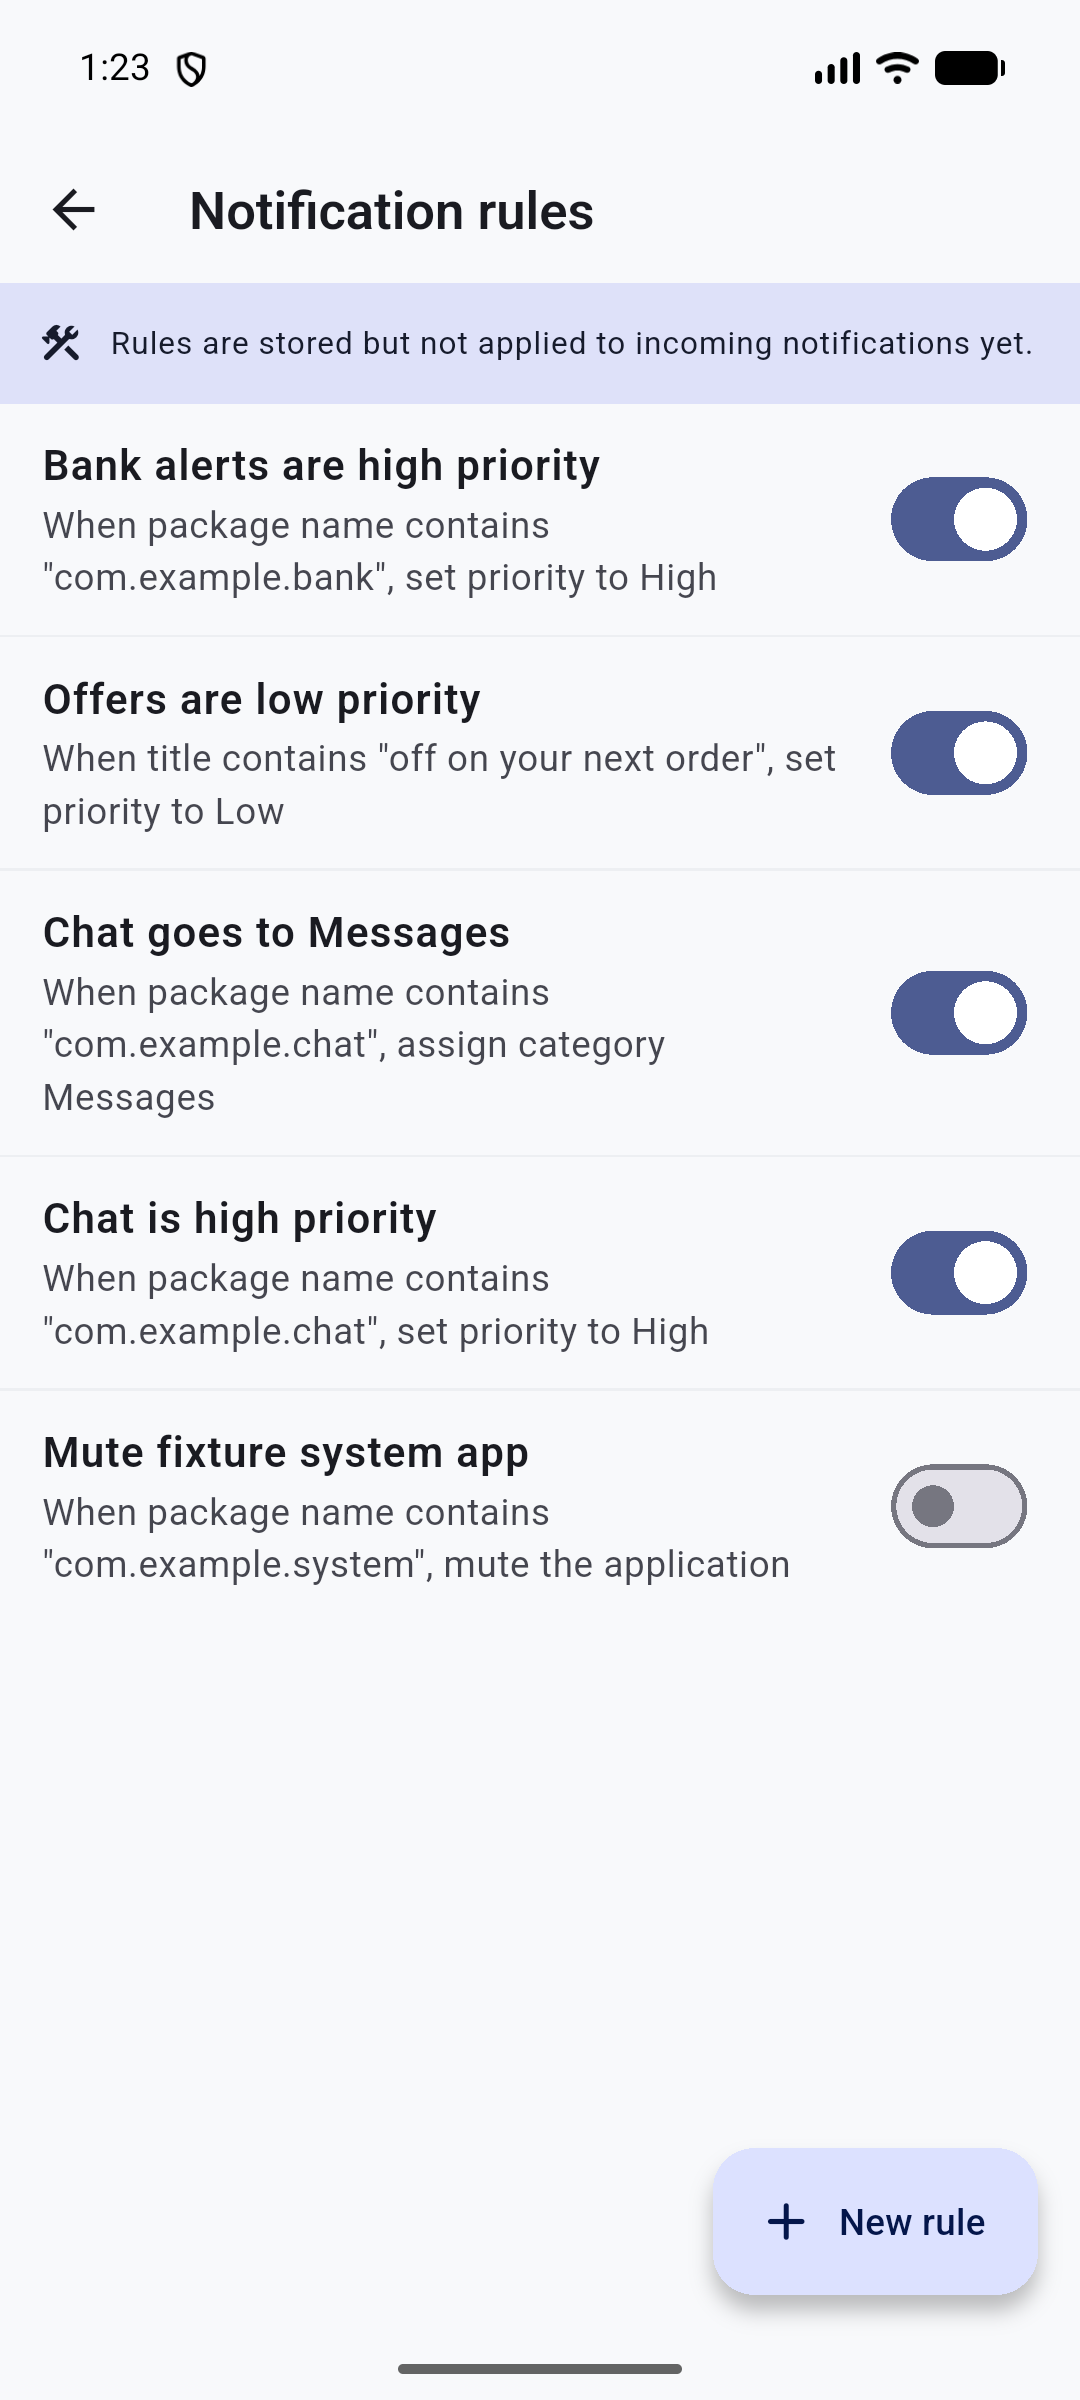 1:23
Notification rules
Rules are stored but not applied to incoming notifications yet.
Bank alerts are high priority
When package name contains
"com.example.bank", set priority to High
Offers are low priority
When title contains "off on your next order", set
priority to Low
Chat goes to Messages
When package name contains
"com.example.chat", assign category
Messages
Chat is high priority
When package name contains
"com.example.chat", set priority to High
Mute fixture system app
When package name contains
"com.example.system", mute the application
New rule